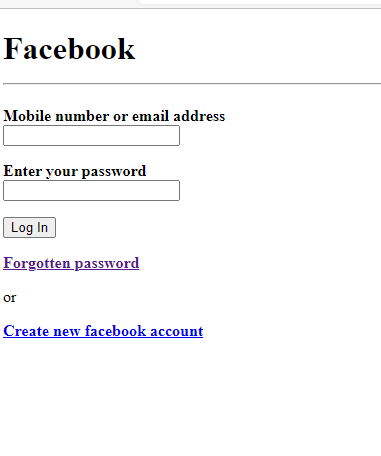 Facebook
Mobile number or email address
Enter your password
Log In
Forgotten password
or
Create new facebook account